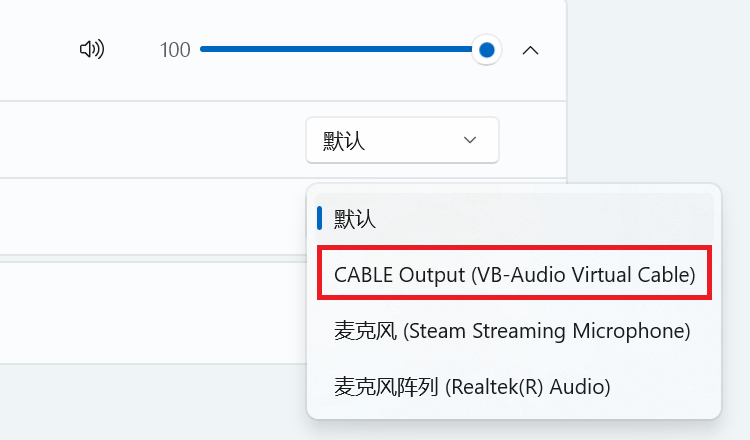 100
默认
默认
CABLE Output (VB-Audio Virtual Cable)
麦克风 (Steam Streaming Microphone)
麦克风阵列 (Realtek(R) Audio)